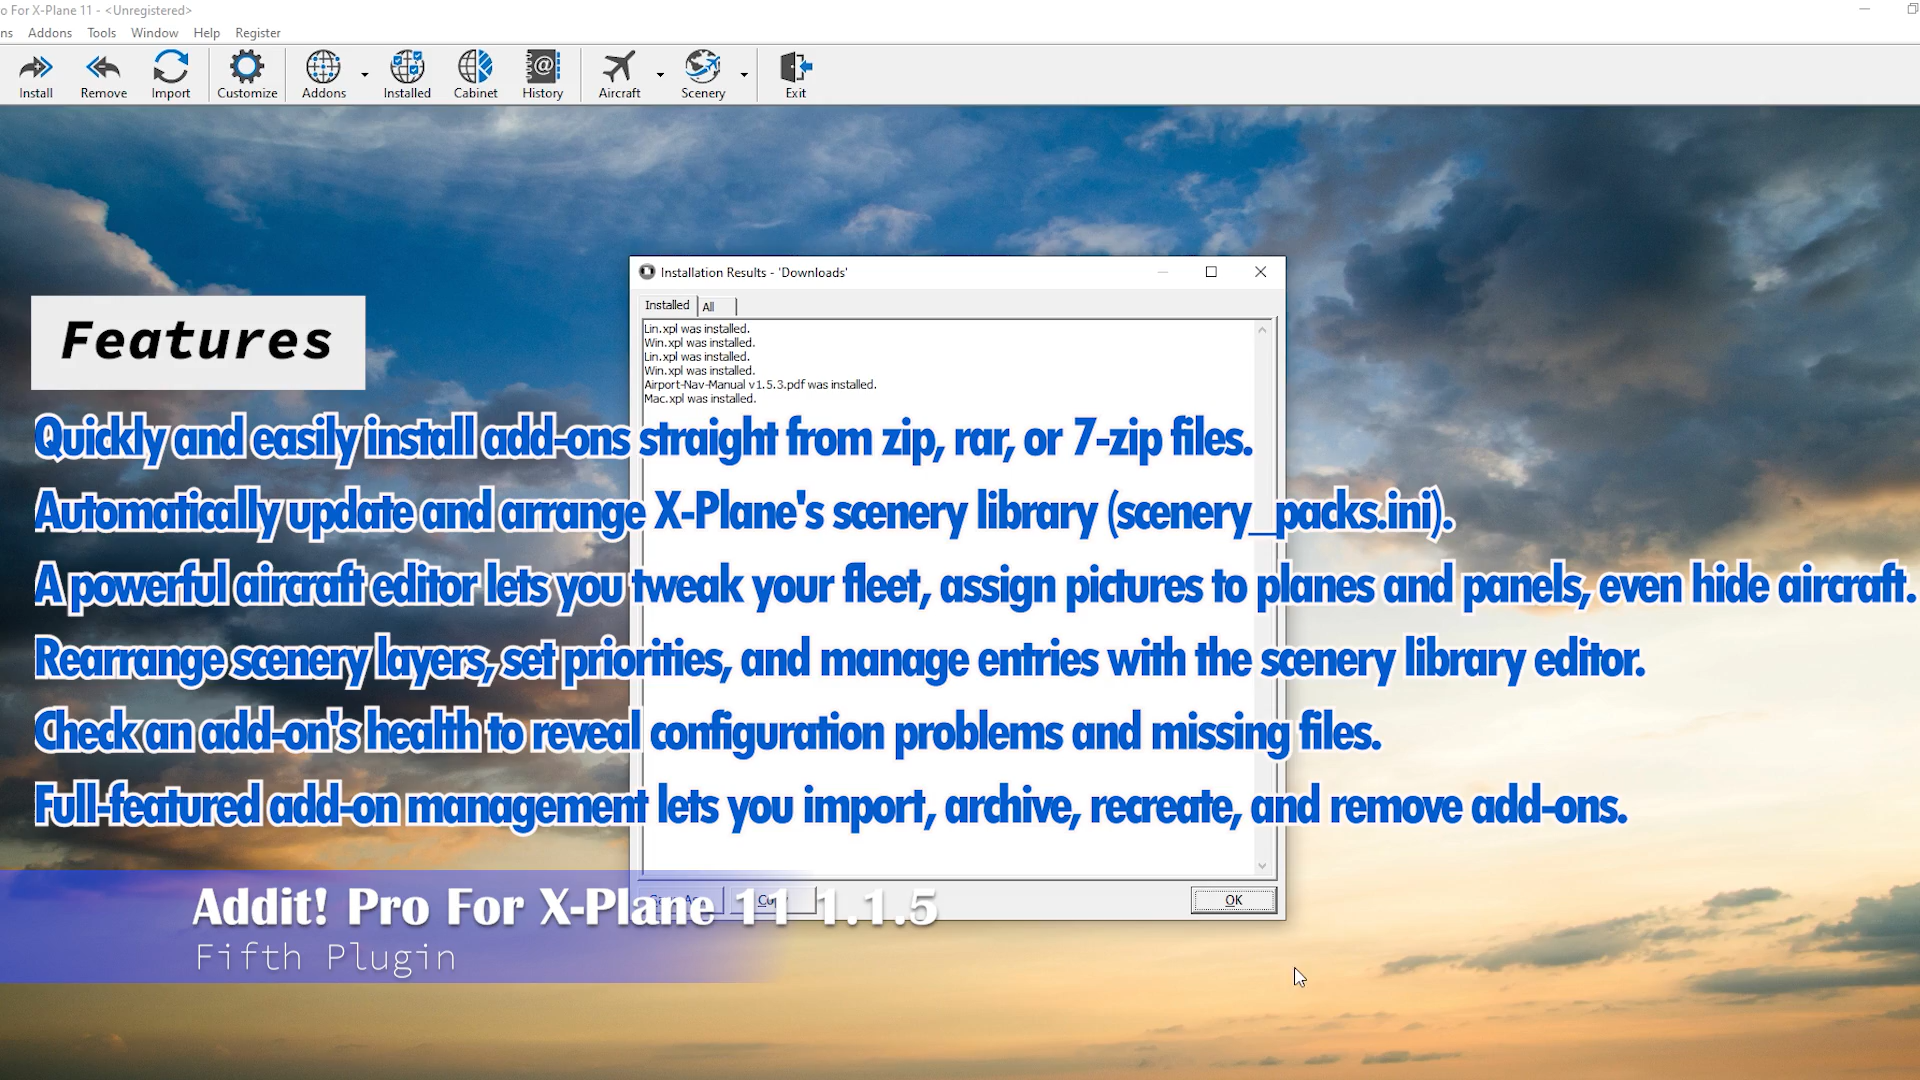 o For X-Plane 11 - <Unregistered>
ns Addons Tools Window Help Register
Install Remove Import Customize Addons Installed Cabinet History Aircraft Scenery Exit
Installation Results - 'Downloads'
Installed All
Lin.xpl was installed.
Win.xpl was installed.
Lin.xpl was installed.
Win.xpl was installed.
Airport-Nav-Manual v1.5.3.pdf was installed.
Mac.xpl was installed.
Features
Quickly and easily install add-ons straight from zip, rar, or 7-zip files.
Automatically update and arrange X-Plane's scenery library (scenery_packs.ini).
A powerful aircraft editor lets you tweak your fleet, assign pictures to planes and panels, even hide aircraft.
Rearrange scenery layers, set priorities, and manage entries with the scenery library editor.
Check an add-on's health to reveal configuration problems and missing files.
Full-featured add-on management lets you import, archive, recreate, and remove add-ons.
OK
Addit! Pro For X-Plane 11 1.1.5
Fifth Plugin